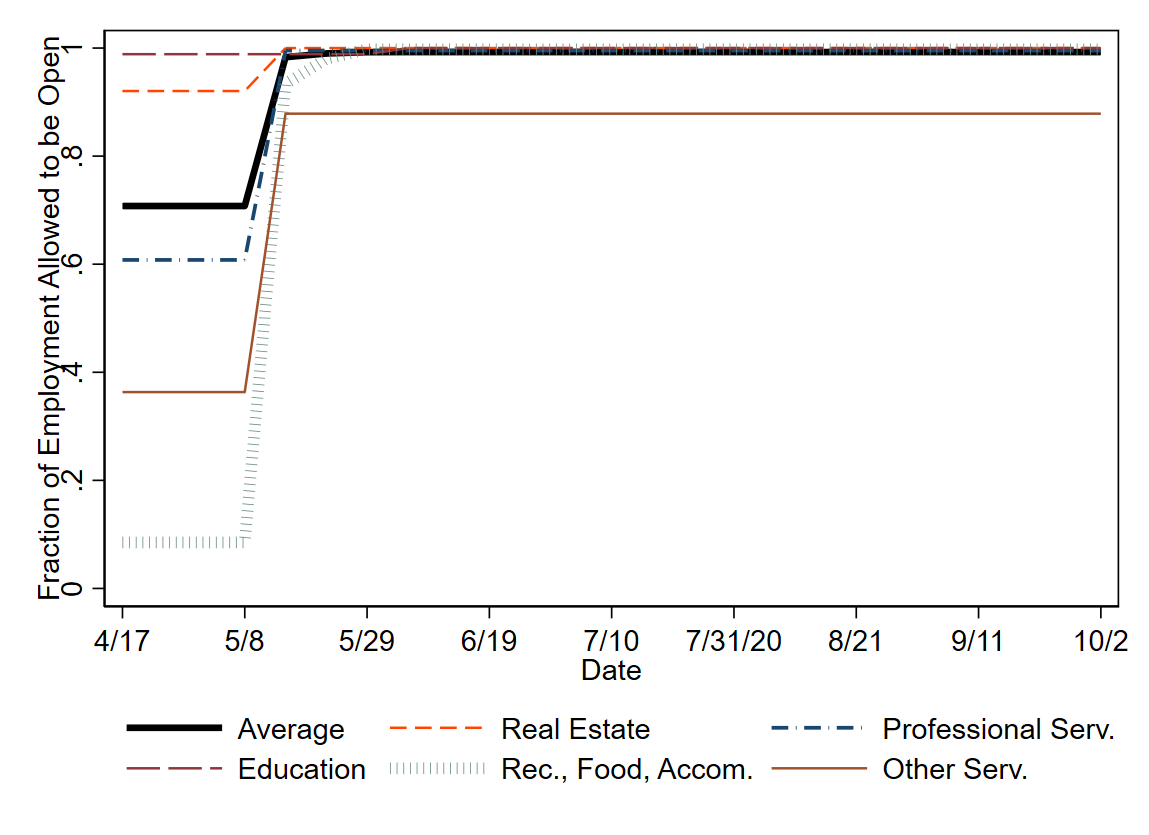 Fraction of Employment Allowed to be Open
1
.8
.6
.4
.2
0
4/17 5/8 5/29 6/19 7/10 7/31/20 8/21 9/11 10/2
Date
Average Real Estate Professional Serv.
Education Rec., Food, Accom. Other Serv.